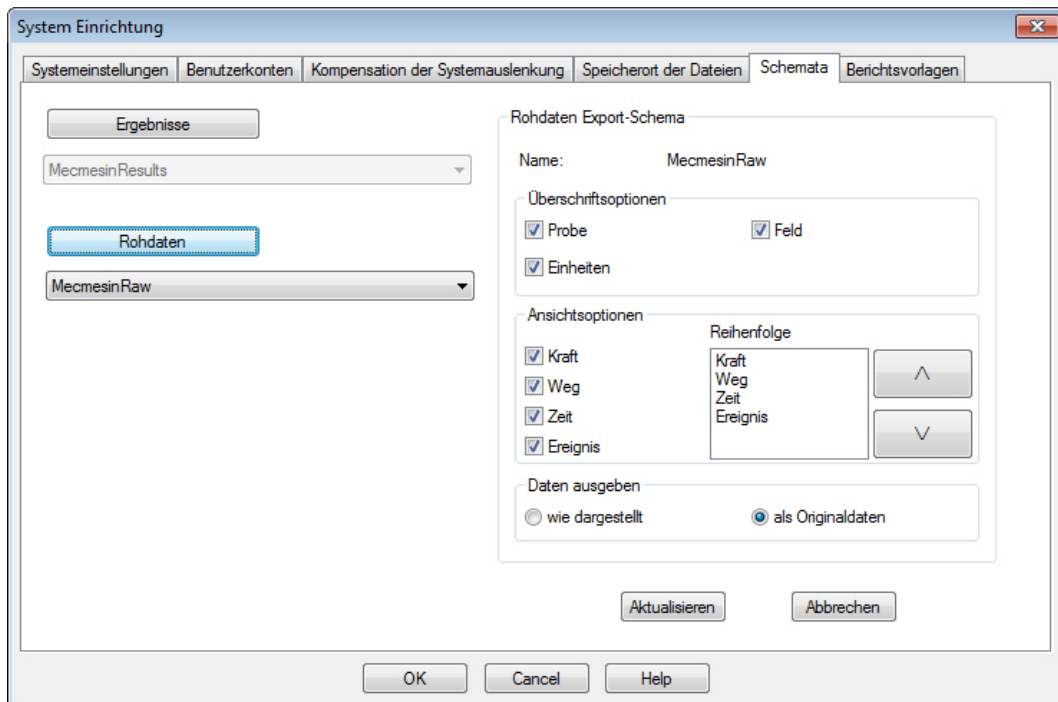 System Einrichtung
Systemeinstellungen Benutzerkonten Kompensation der Systemauslenkung Speicherort der Dateien Schemata Berichtsvorlagen
Ergebnisse
MecmesinResults
Rohdaten
MecmesinRaw
Rohdaten Export-Schema
Name: MecmesinRaw
Überschriftsoptionen
Probe Feld
Einheiten
Ansichtsoptionen
Kraft
Weg
Zeit
Ereignis
Reihenfolge
Kraft
Weg
Zeit
Ereignis
Daten ausgeben
wie dargestellt als Originaldaten
Aktualisieren Abbrechen
OK Cancel Help